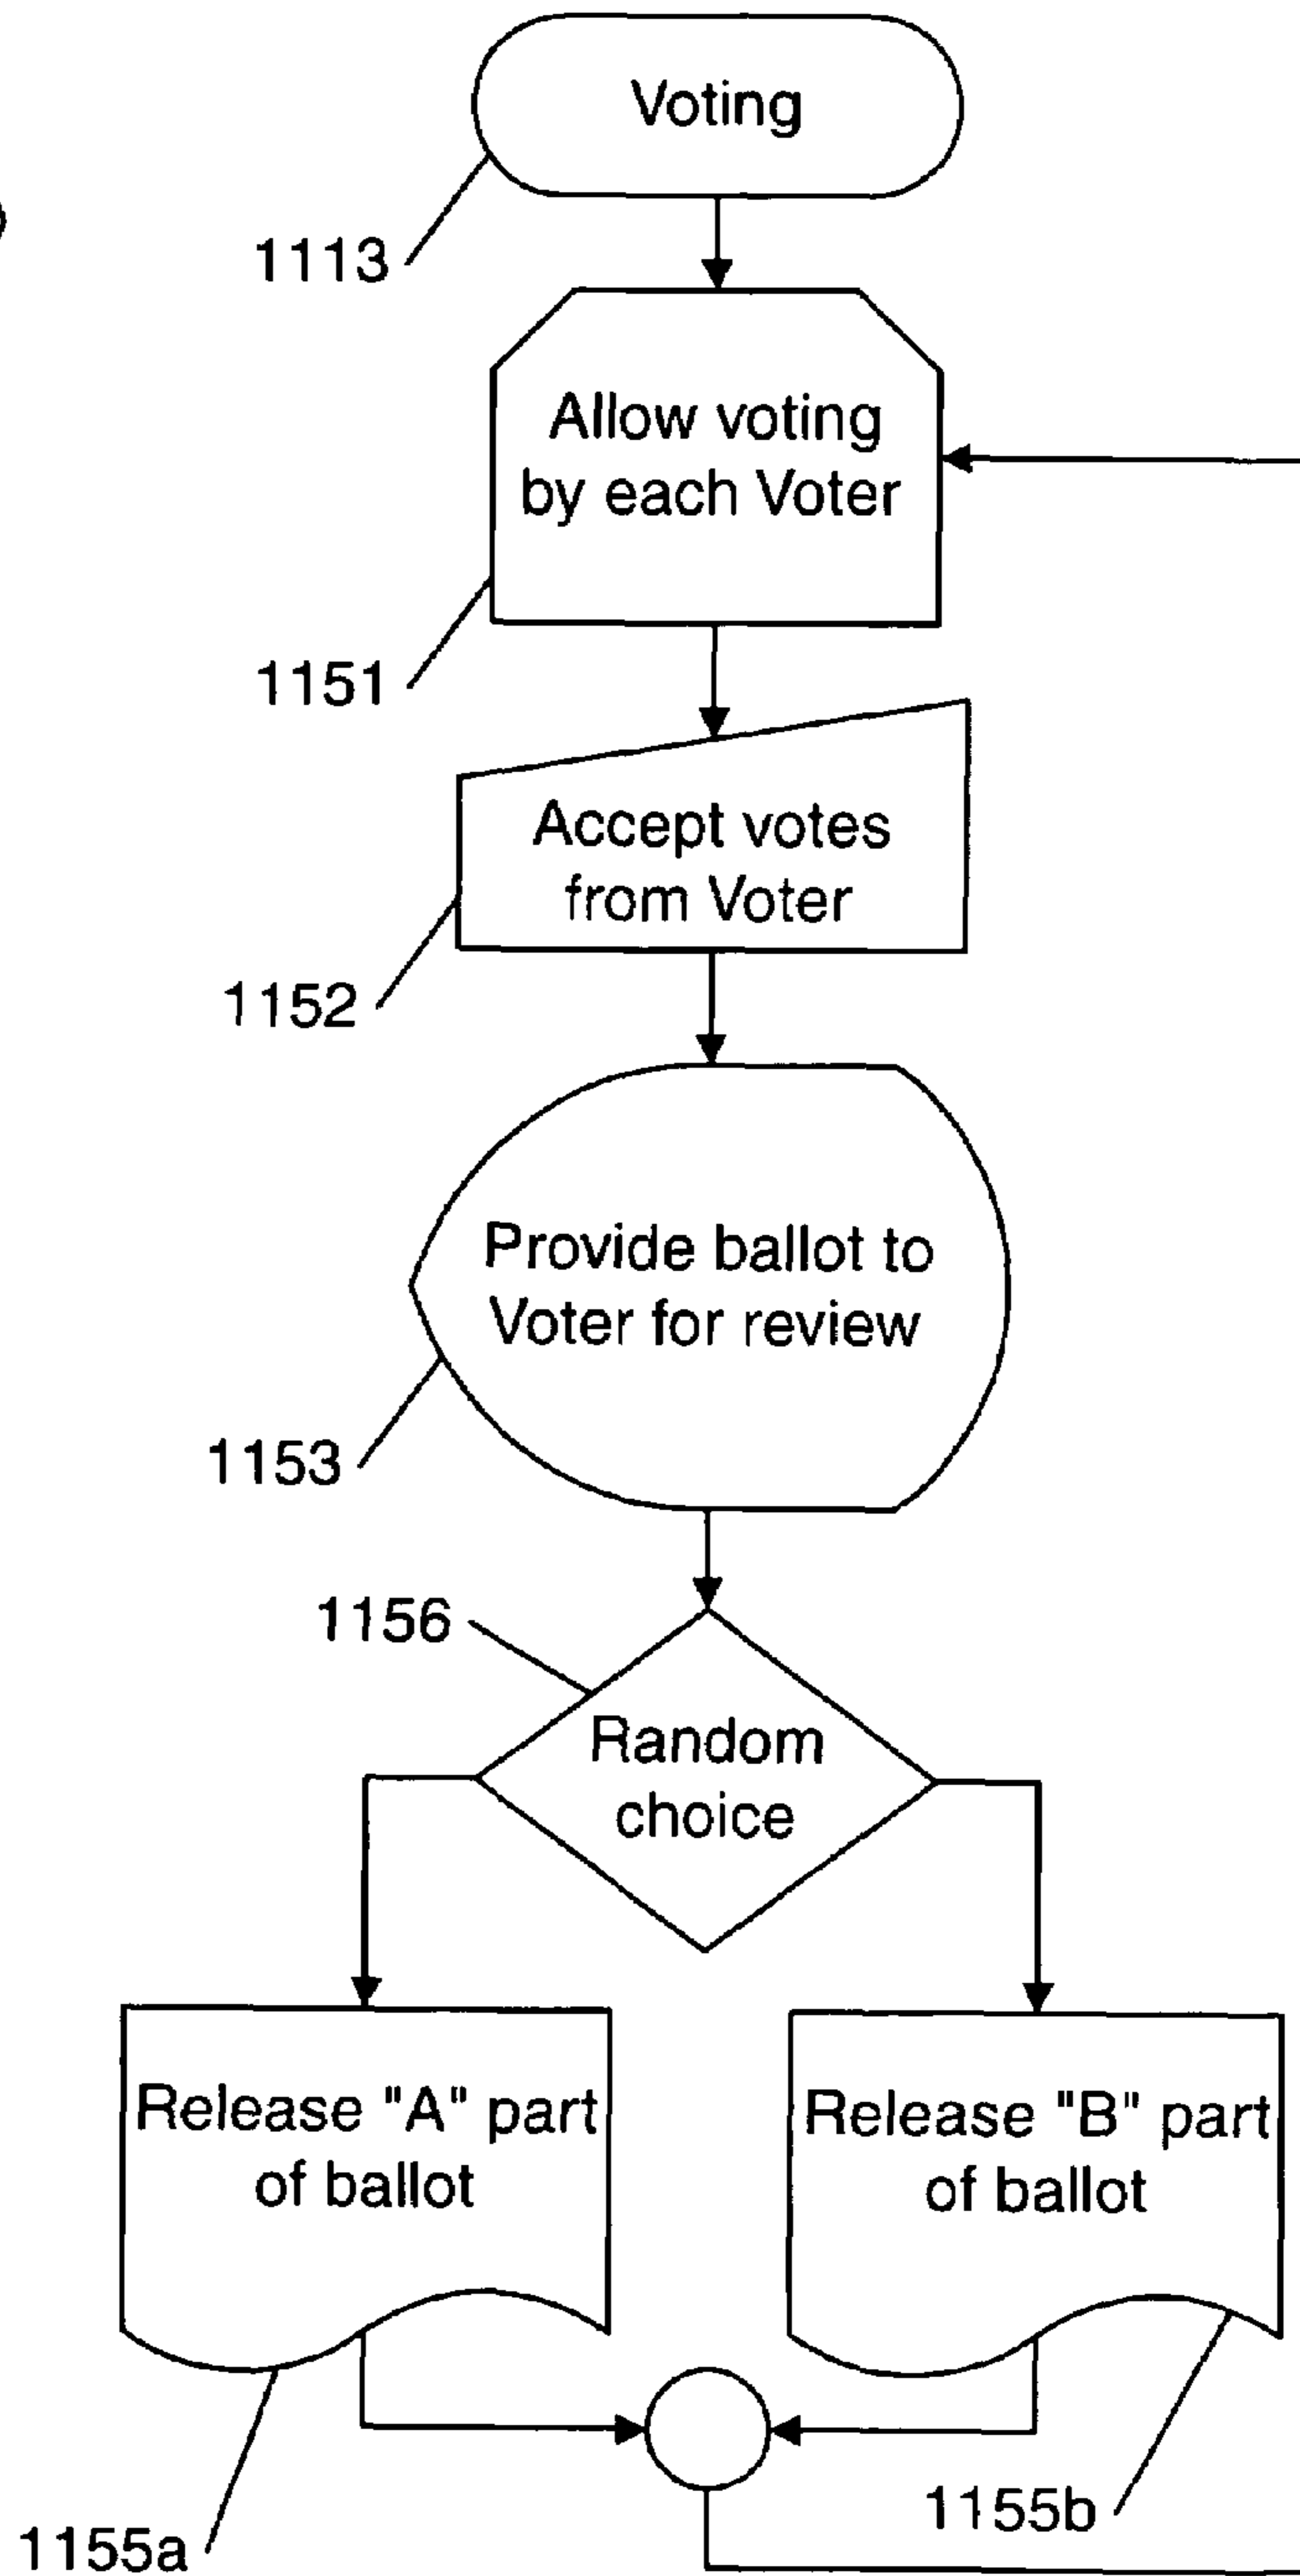 Voting
1113
Allow voting
by each Voter
1151
Accept votes
from Voter
1152
Provide ballot to
Voter for review
1153
1156
Random
choice
Release "A" part
of ballot
Release "B" part
of ballot
1155a
1155b